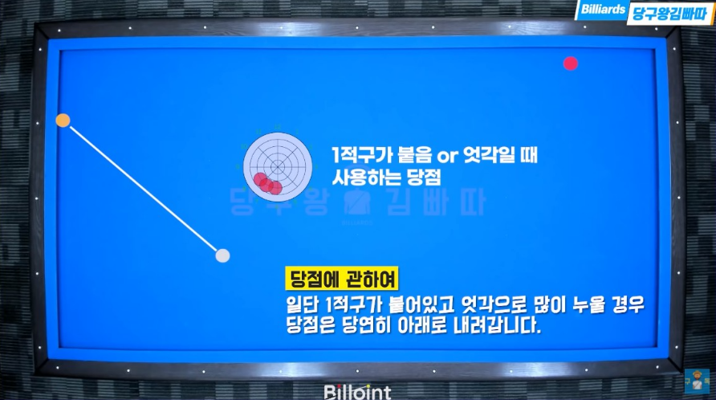 Billiards 당구왕김빠따
1적구가 붙음 or 엇각일 때
사용하는 당점
당구왕 김빠따
당점에 관하여
일단 1적구가 붙어있고 엇각으로 많이 누울 경우
당점은 당연히 아래로 내려갑니다.
Billoint